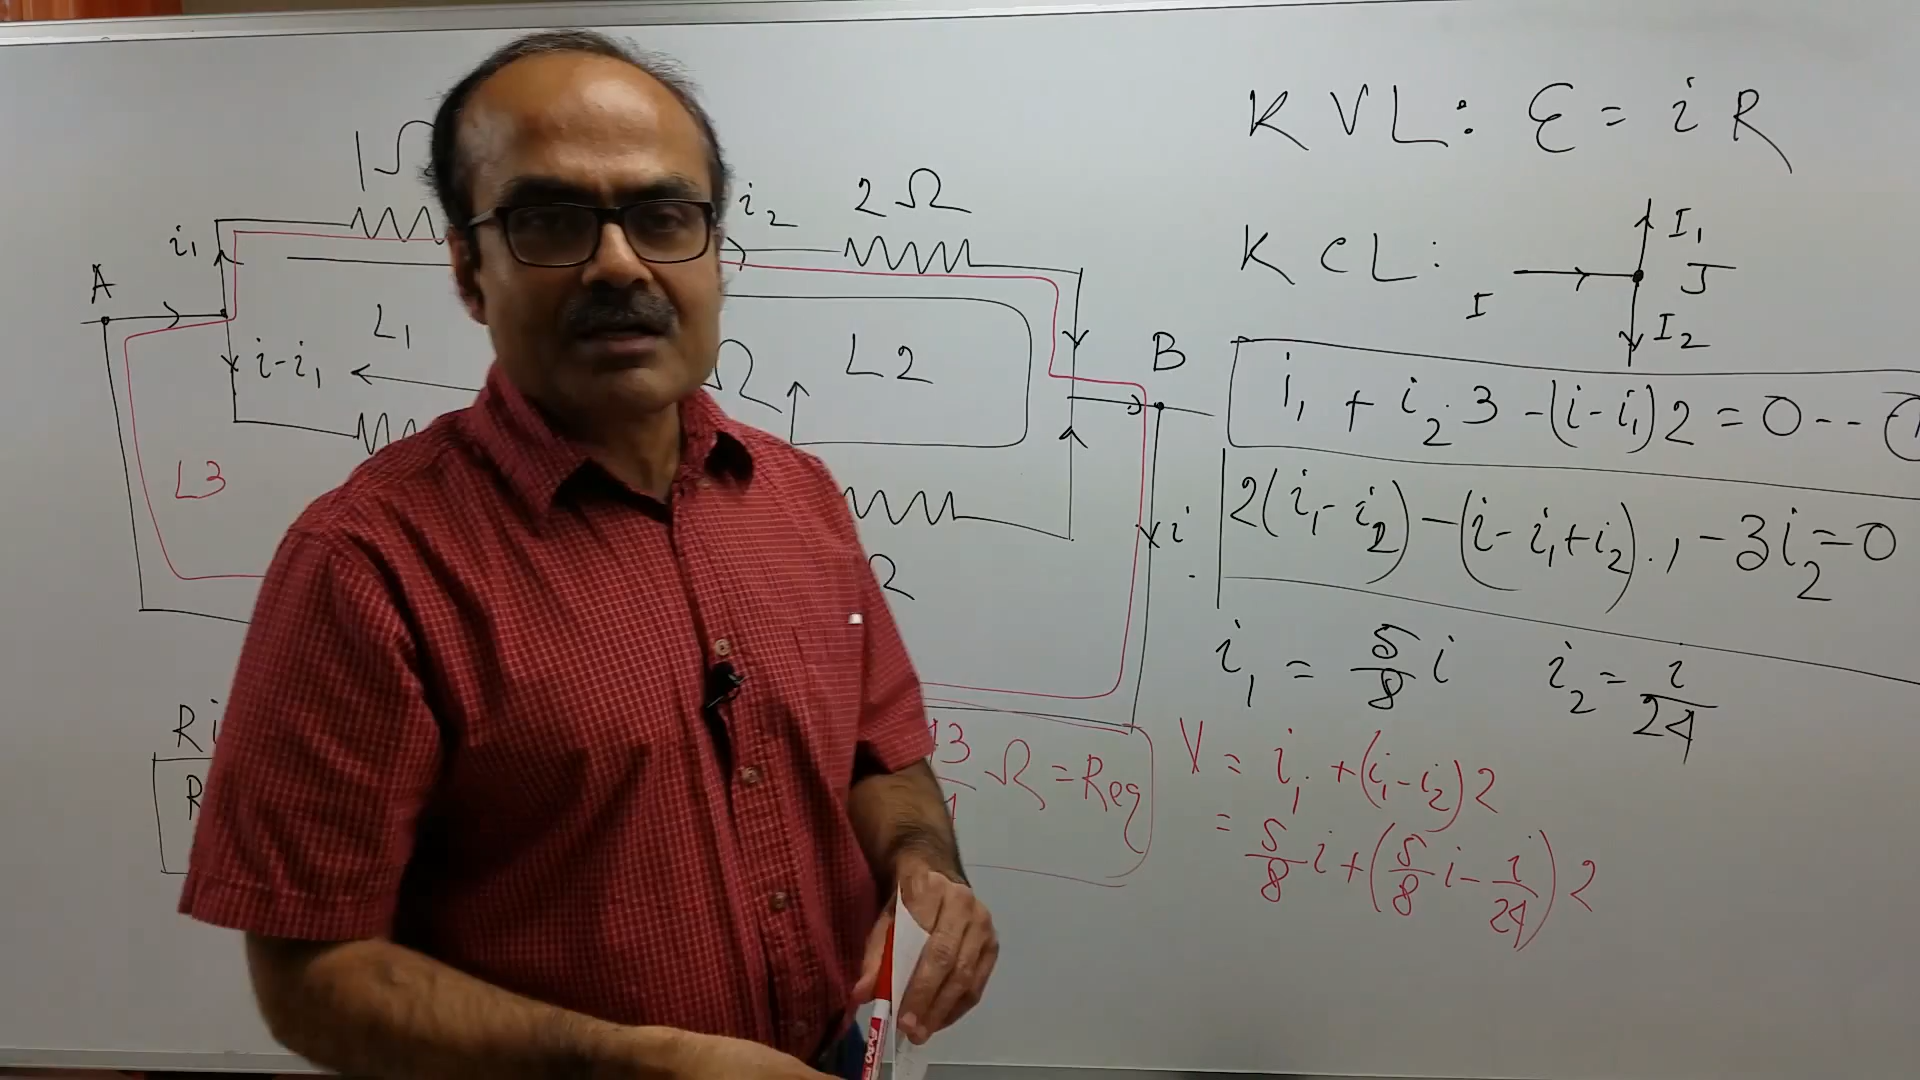 KVL: Ɛ = iR
1Ω
i₂
2Ω
i₁
KCL:
I₁
J
I
I₂
A
L₁
i-i₁
Ω
L2
B
i₁ + i₂·3 -(i-i₁)2 = 0 -- ①
L3
2(i₁-i₂) -(i-i₁+i₂)·1 -3i₂=0
i
Ω
i₁ = 5/8 i
i₂ = i/24
Ri
R
Ω = Req
V = i₁ + (i₁-i₂)2
= 5/8 i + (5/8 i - i/24) 2